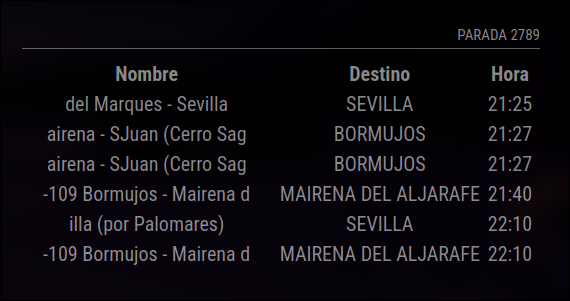 PARADA 2789
Nombre Destino Hora
del Marques - Sevilla SEVILLA 21:25
airena - SJuan (Cerro Sag BORMUJOS 21:27
airena - SJuan (Cerro Sag BORMUJOS 21:27
-109 Bormujos - Mairena d MAIRENA DEL ALJARAFE 21:40
illa (por Palomares) SEVILLA 22:10
-109 Bormujos - Mairena d MAIRENA DEL ALJARAFE 22:10